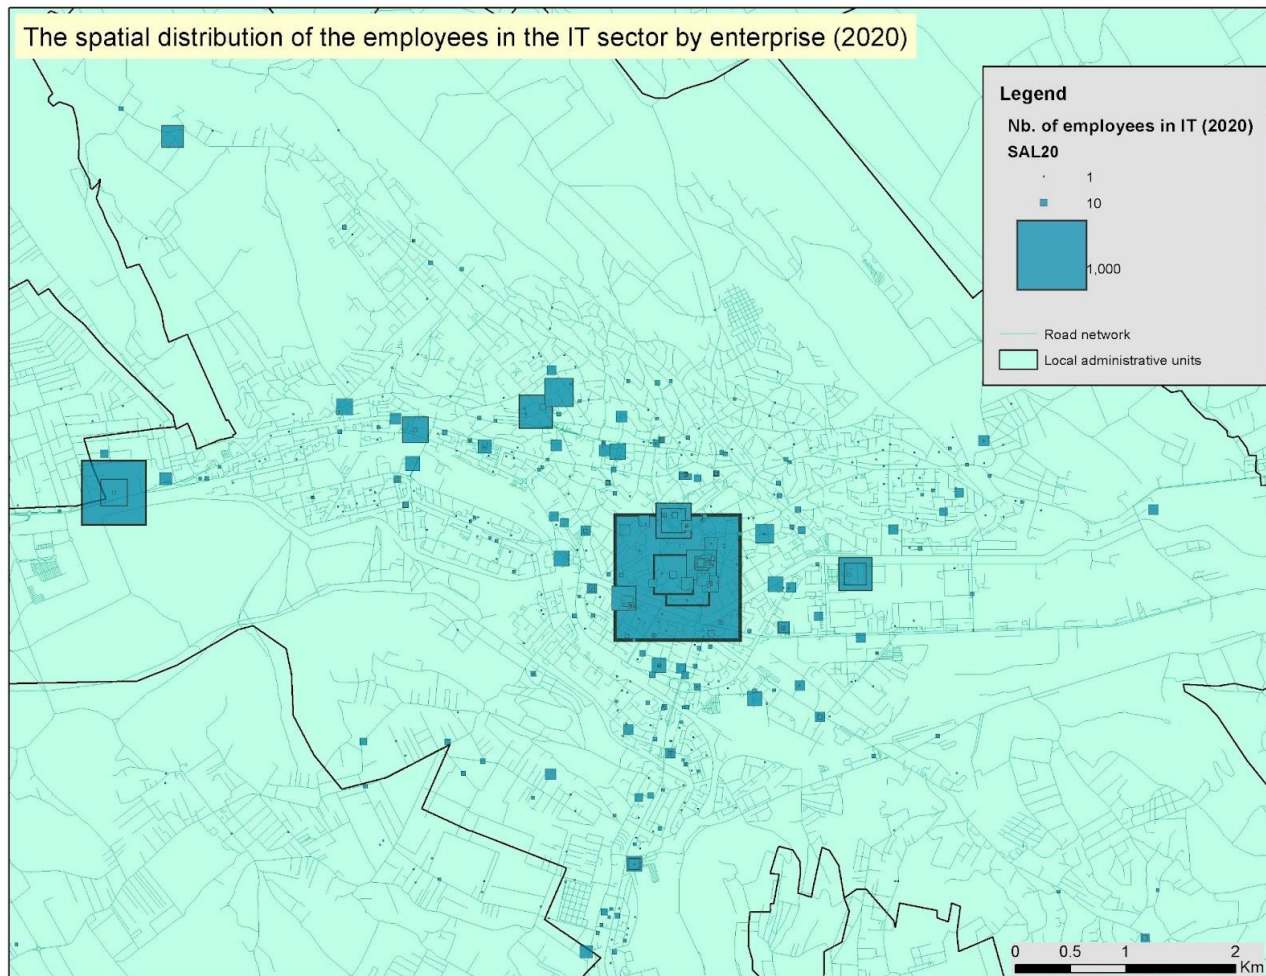 The spatial distribution of the employees in the IT sector by enterprise (2020)
Legend
Nb. of employees in IT (2020)
SAL20
1
10
1,000
Road network
Local administrative units
0 0.5 1 2
Km